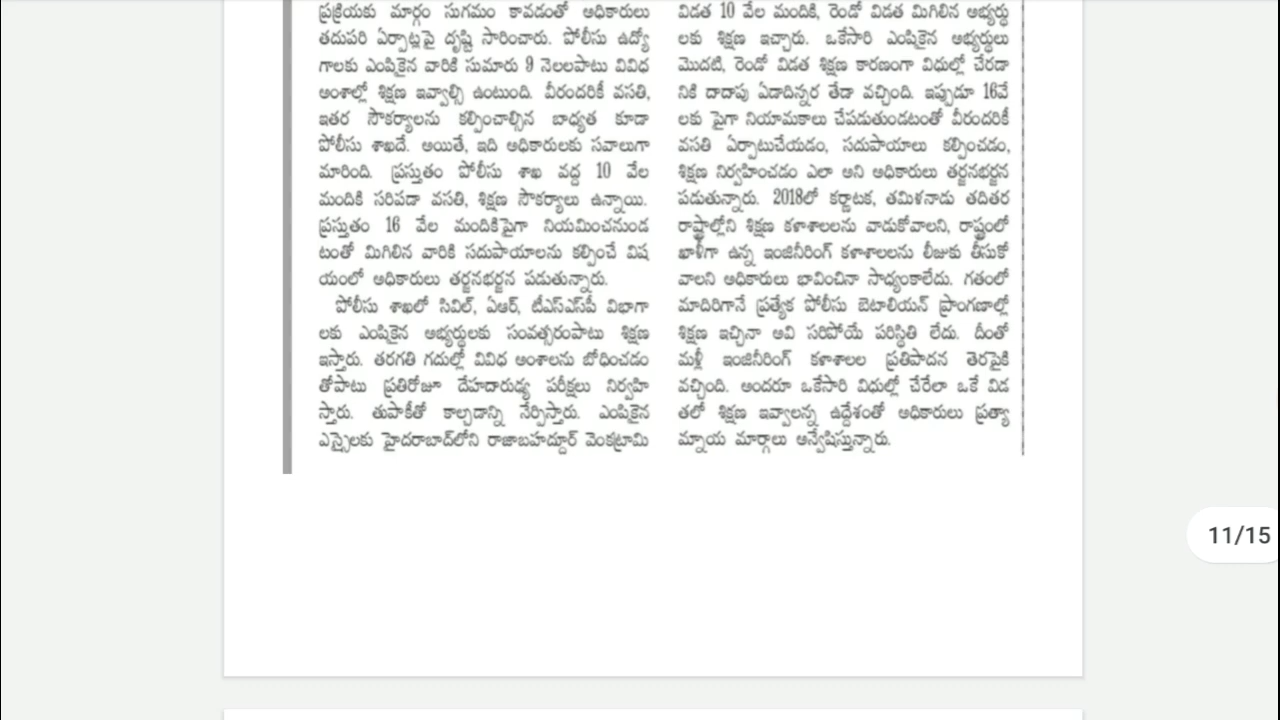 ప్రక్రియకు మార్గం సుగమం కావడంతో అధికారులు
తదుపరి ఏర్పాట్లపై దృష్టి సారించారు. పోలీసు ఉద్యో
గాలకు ఎంపికైన వారికి సుమారు 9 నెలలపాటు వివిధ
అంశాల్లో శిక్షణ ఇవ్వాల్సి ఉంటుంది. వీరందరికీ వసతి,
ఇతర సౌకర్యాలను కల్పించాల్సిన బాధ్యత కూడా
పోలీసు శాఖదే. అయితే, ఇది అధికారులకు సవాలుగా
మారింది. ప్రస్తుతం పోలీసు శాఖ వద్ద 10 వేల
మందికి సరిపడా వసతి, శిక్షణ సౌకర్యాలు ఉన్నాయి.
ప్రస్తుతం 16 వేల మందికిపైగా నియమించనుండ
టంతో మిగిలిన వారికి సదుపాయాలను కల్పించే విష
యంలో అధికారులు తర్జనభర్జన పడుతున్నారు.
పోలీసు శాఖలో సివిల్, ఏఆర్, టీఎస్ఎస్‌పీ విభాగా
లకు ఎంపికైన అభ్యర్థులకు సంవత్సరంపాటు శిక్షణ
ఇస్తారు. తరగతి గదుల్లో వివిధ అంశాలను బోధించడం
తోపాటు ప్రతిరోజూ దేహదారుఢ్య పరీక్షలు నిర్వహి
స్తారు. తుపాకీతో కాల్చడాన్ని నేర్పిస్తారు. ఎంపికైన
ఎస్సైలకు హైదరాబాద్‌లోని రాజాబహద్దూర్ వెంకట్రామి
విడత 10 వేల మందికి, రెండో విడత మిగిలిన అభ్యర్థు
లకు శిక్షణ ఇచ్చారు. ఒకేసారి ఎంపికైన అభ్యర్థులు
మొదటి, రెండో విడత శిక్షణ కారణంగా విధుల్లో చేరడా
నికి దాదాపు ఏడాదిన్నర తేడా వచ్చింది. ఇప్పుడూ 16వే
లకు పైగా నియామకాలు చేపడుతుండటంతో వీరందరికీ
వసతి ఏర్పాటుచేయడం, సదుపాయాలు కల్పించడం,
శిక్షణ నిర్వహించడం ఎలా అని అధికారులు తర్జనభర్జన
పడుతున్నారు. 2018లో కర్ణాటక, తమిళనాడు తదితర
రాష్ట్రాల్లోని శిక్షణ కళాశాలలను వాడుకోవాలని, రాష్ట్రంలో
ఖాళీగా ఉన్న ఇంజినీరింగ్ కళాశాలలను లీజుకు తీసుకో
వాలని అధికారులు భావించినా సాధ్యంకాలేదు. గతంలో
మాదిరిగానే ప్రత్యేక పోలీసు బెటాలియన్ ప్రాంగణాల్లో
శిక్షణ ఇచ్చినా అవి సరిపోయే పరిస్థితి లేదు. దీంతో
మళ్లీ ఇంజినీరింగ్ కళాశాలల ప్రతిపాదన తెరపైకి
వచ్చింది. అందరూ ఒకేసారి విధుల్లో చేరేలా ఒకే విడ
తలో శిక్షణ ఇవ్వాలన్న ఉద్దేశంతో అధికారులు ప్రత్యా
మ్నాయ మార్గాలు అన్వేషిస్తున్నారు.
11/15